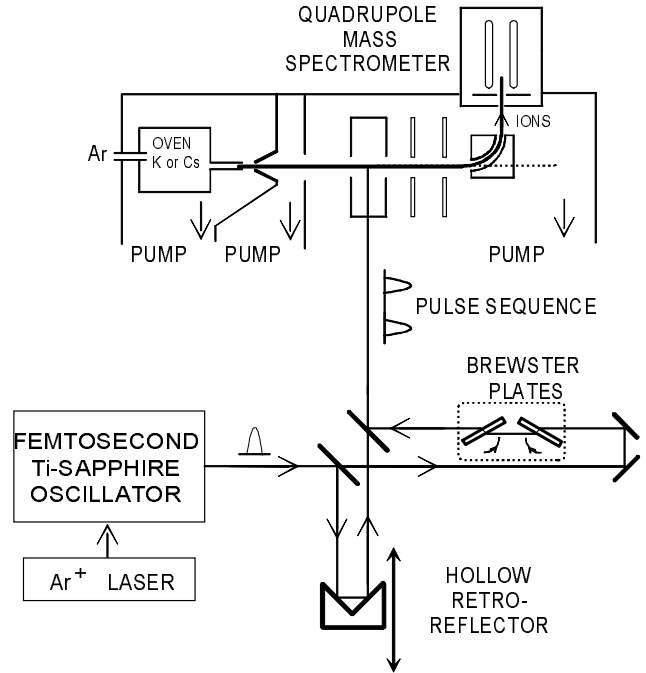 QUADRUPOLE
MASS
SPECTROMETER
IONS
Ar
OVEN
K or Cs
PUMP
PUMP
PUMP
PULSE SEQUENCE
BREWSTER
PLATES
FEMTOSECOND
Ti-SAPPHIRE
OSCILLATOR
Ar+ LASER
HOLLOW
RETRO-
REFLECTOR